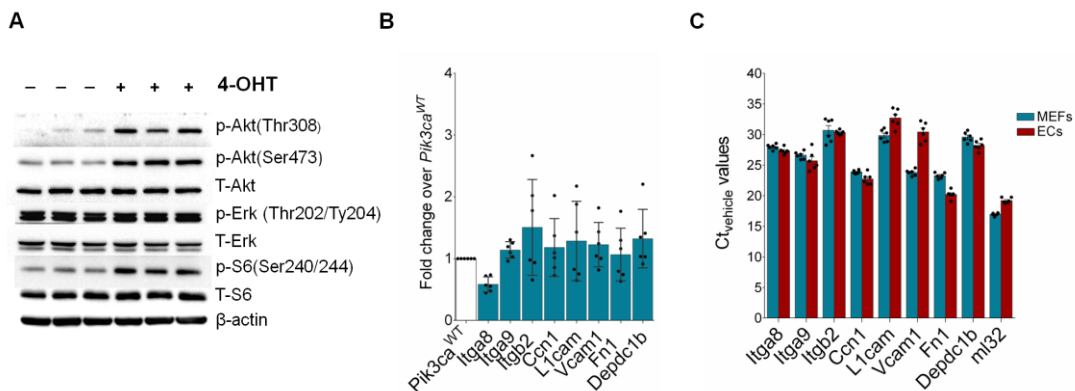 A
– – – + + + 4-OHT
p-Akt(Thr308)
p-Akt(Ser473)
T-Akt
p-Erk (Thr202/Ty204)
T-Erk
p-S6(Ser240/244)
T-S6
β-actin
B
Fold change over Pik3caWT
4
3
2
1
0
Pik3caWT
Itga8
Itga9
Itgb2
Ccn1
L1cam
Vcam1
Fn1
Depdc1b
C
Ctvehicle values
40
35
30
25
20
15
10
5
0
Itga8
Itga9
Itgb2
Ccn1
L1cam
Vcam1
Fn1
Depdc1b
ml32
MEFs
ECs